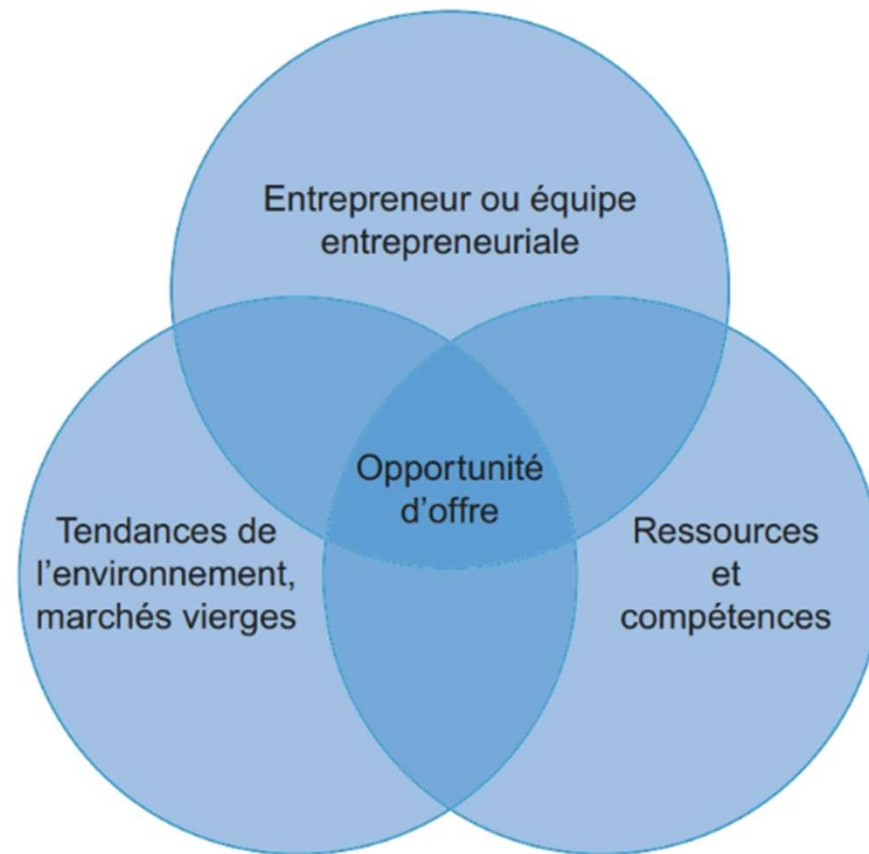 Entrepreneur ou équipe
entrepreneuriale
Opportunité
d’offre
Tendances de
l’environnement,
marchés vierges
Ressources
et
compétences